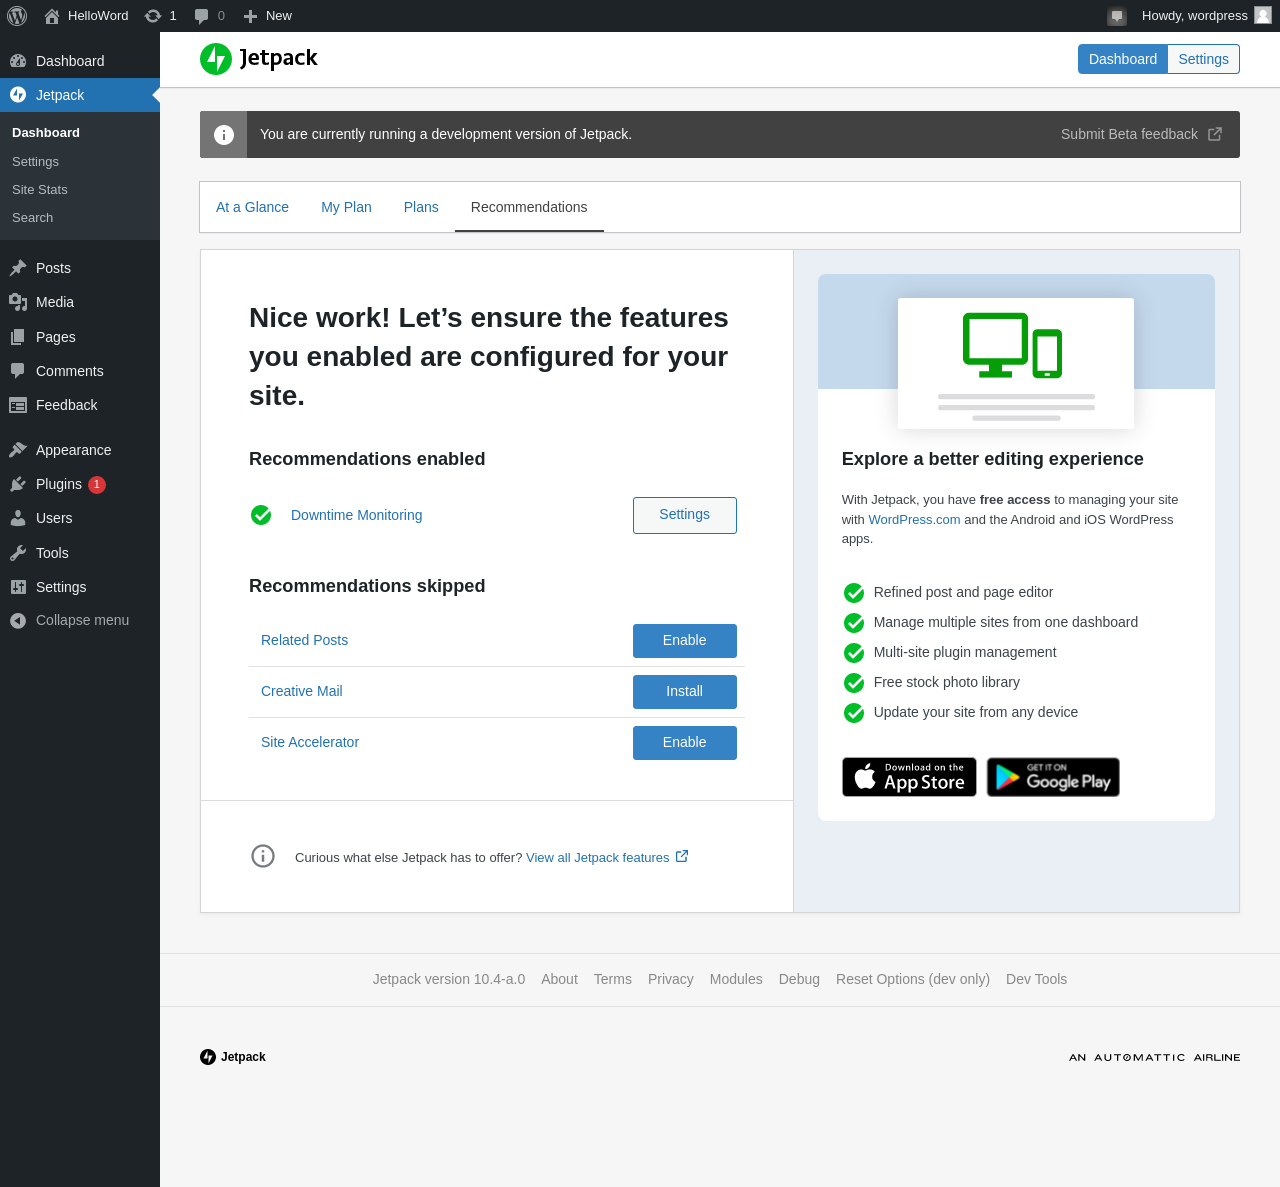 HelloWord 1 0 New Howdy, wordpress
Dashboard
Jetpack
Dashboard
Settings
Site Stats
Search
Posts
Media
Pages
Comments
Feedback
Appearance
Plugins 1
Users
Tools
Settings
Collapse menu
Jetpack
Dashboard Settings
You are currently running a development version of Jetpack. Submit Beta feedback
At a Glance My Plan Plans Recommendations
Nice work! Let’s ensure the features
you enabled are configured for your
site.
Recommendations enabled
Downtime Monitoring Settings
Recommendations skipped
Related Posts Enable
Creative Mail Install
Site Accelerator Enable
Curious what else Jetpack has to offer? View all Jetpack features
Explore a better editing experience
With Jetpack, you have free access to managing your site
with WordPress.com and the Android and iOS WordPress
apps.
Refined post and page editor
Manage multiple sites from one dashboard
Multi-site plugin management
Free stock photo library
Update your site from any device
Download on the
App Store
GET IT ON
Google Play
Jetpack version 10.4-a.0 About Terms Privacy Modules Debug Reset Options (dev only) Dev Tools
Jetpack
AN AUTOMATTIC AIRLINE